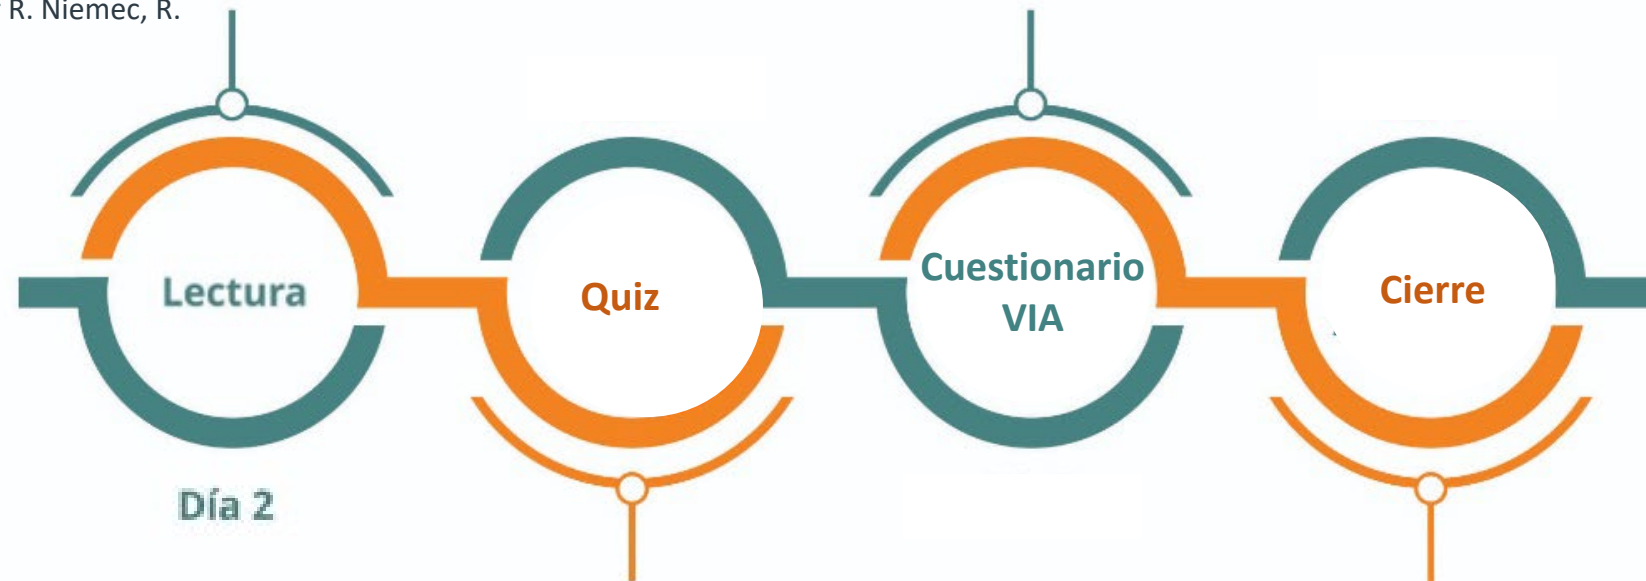 R. Niemec, R.
Lectura
Quiz
Cuestionario
VIA
Cierre
Día 2